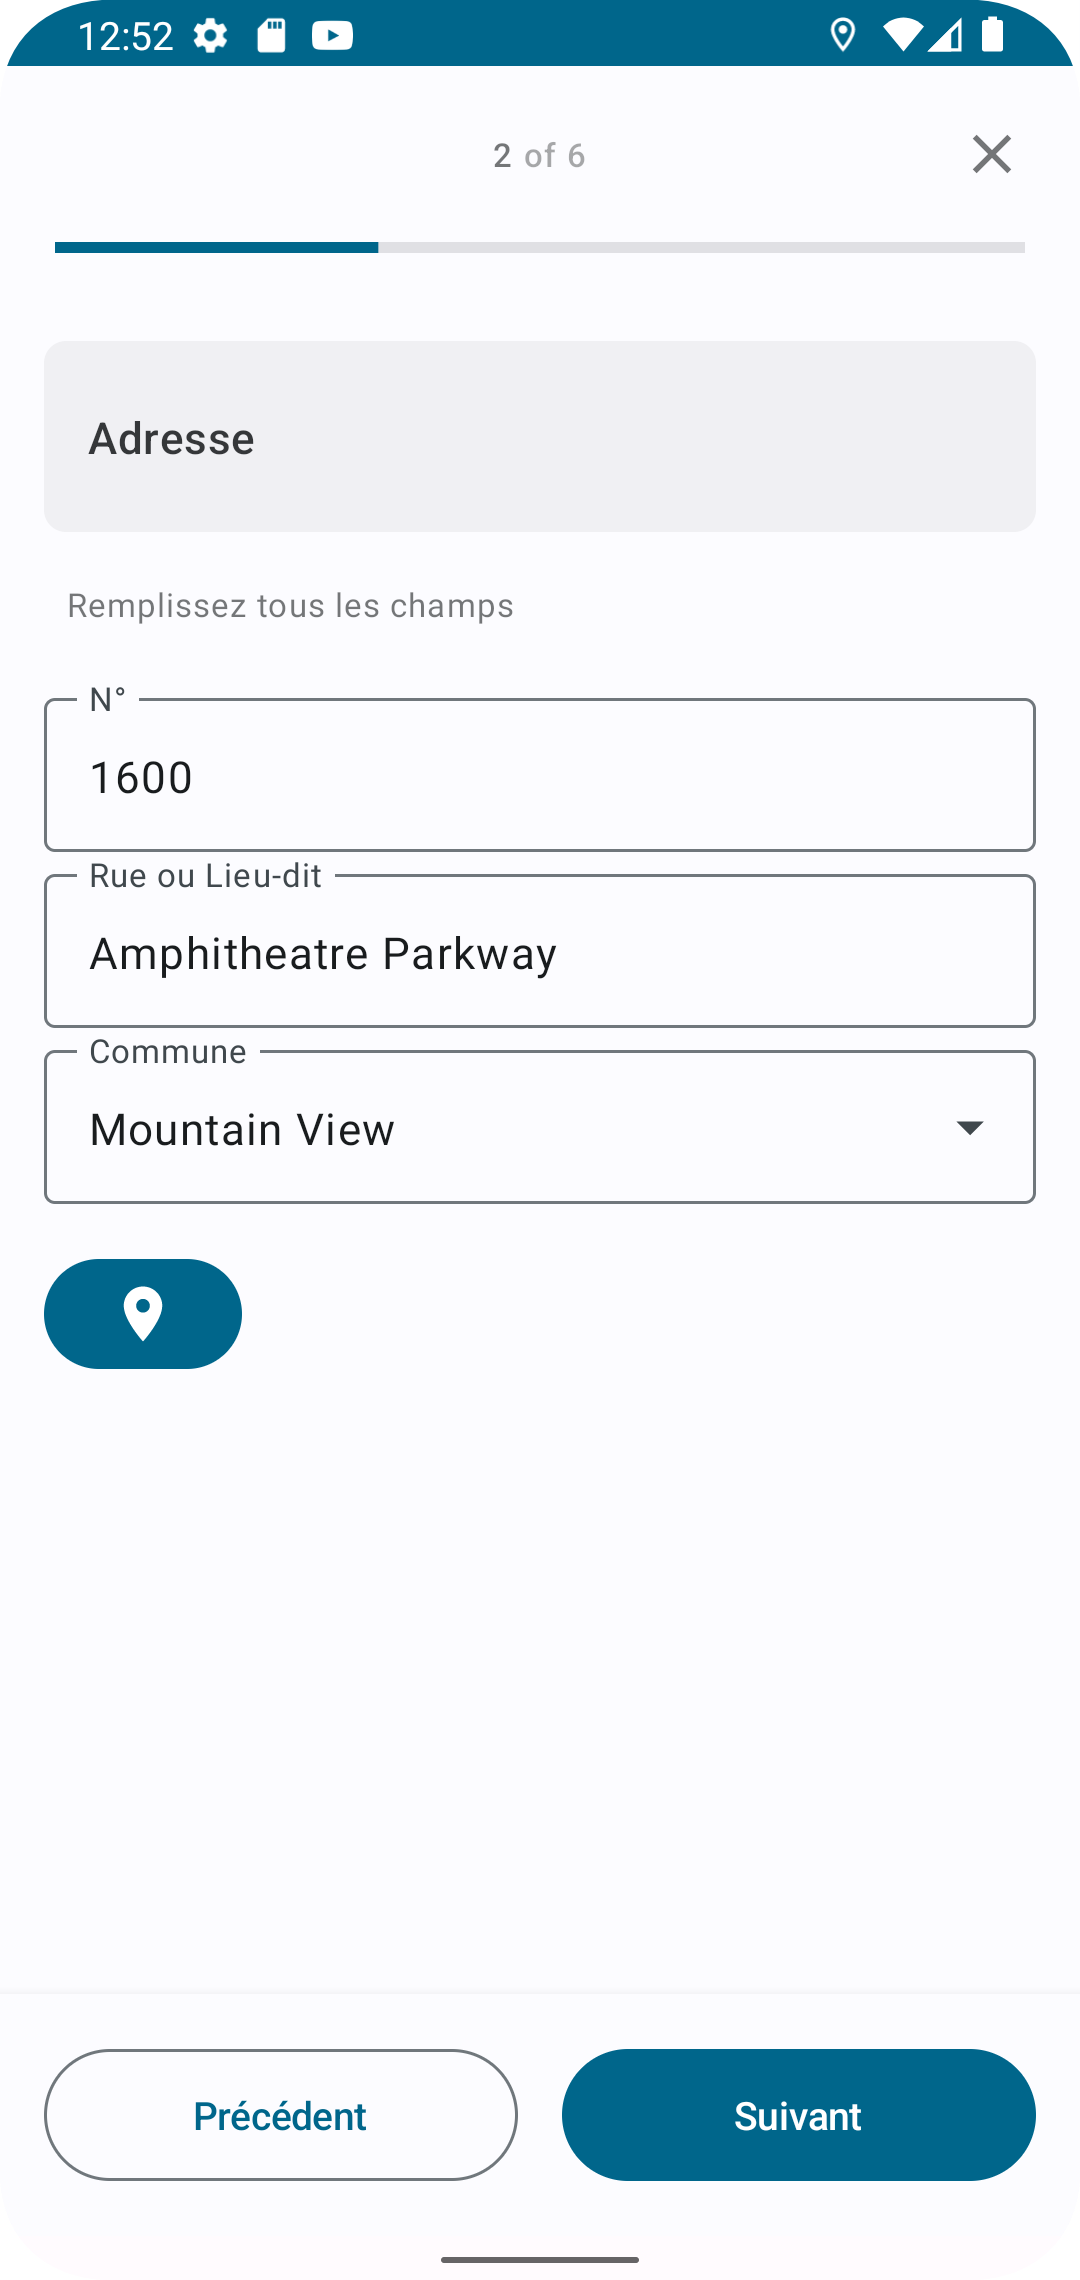 12:52
2 of 6
Adresse
Remplissez tous les champs
N°
1600
Rue ou Lieu-dit
Amphitheatre Parkway
Commune
Mountain View
Précédent
Suivant